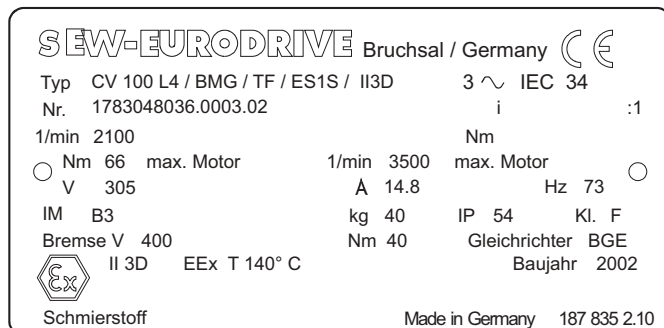 SEW-EURODRIVE Bruchsal / Germany CE
Typ CV 100 L4 / BMG / TF / ES1S / II3D 3 ~ IEC 34
Nr. 1783048036.0003.02 i :1
1/min 2100 Nm
Nm 66 max. Motor 1/min 3500 max. Motor
V 305 A 14.8 Hz 73
IM B3 kg 40 IP 54 Kl. F
Bremse V 400 Nm 40 Gleichrichter BGE
Ex II 3D EEx T 140° C Baujahr 2002
Schmierstoff Made in Germany 187 835 2.10